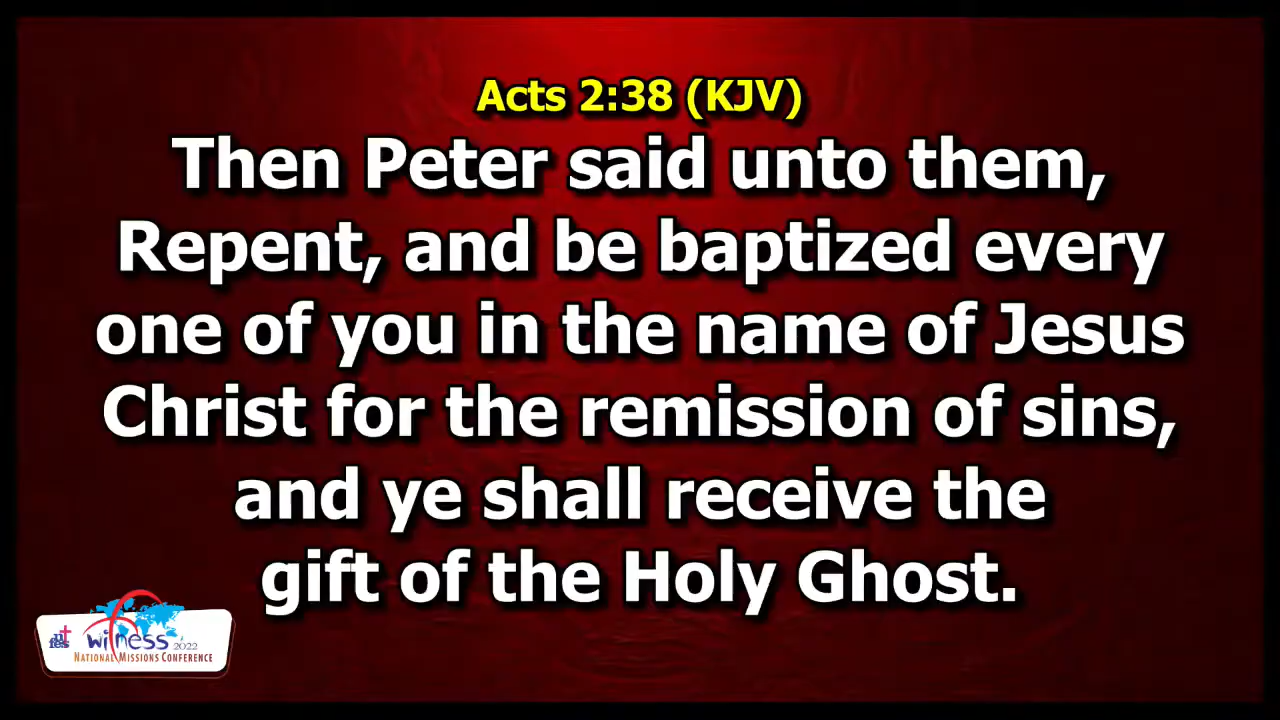 Acts 2:38 (KJV)
Then Peter said unto them,
Repent, and be baptized every
one of you in the name of Jesus
Christ for the remission of sins,
and ye shall receive the
gift of the Holy Ghost.
witness 2022
NATIONAL MISSIONS CONFERENCE